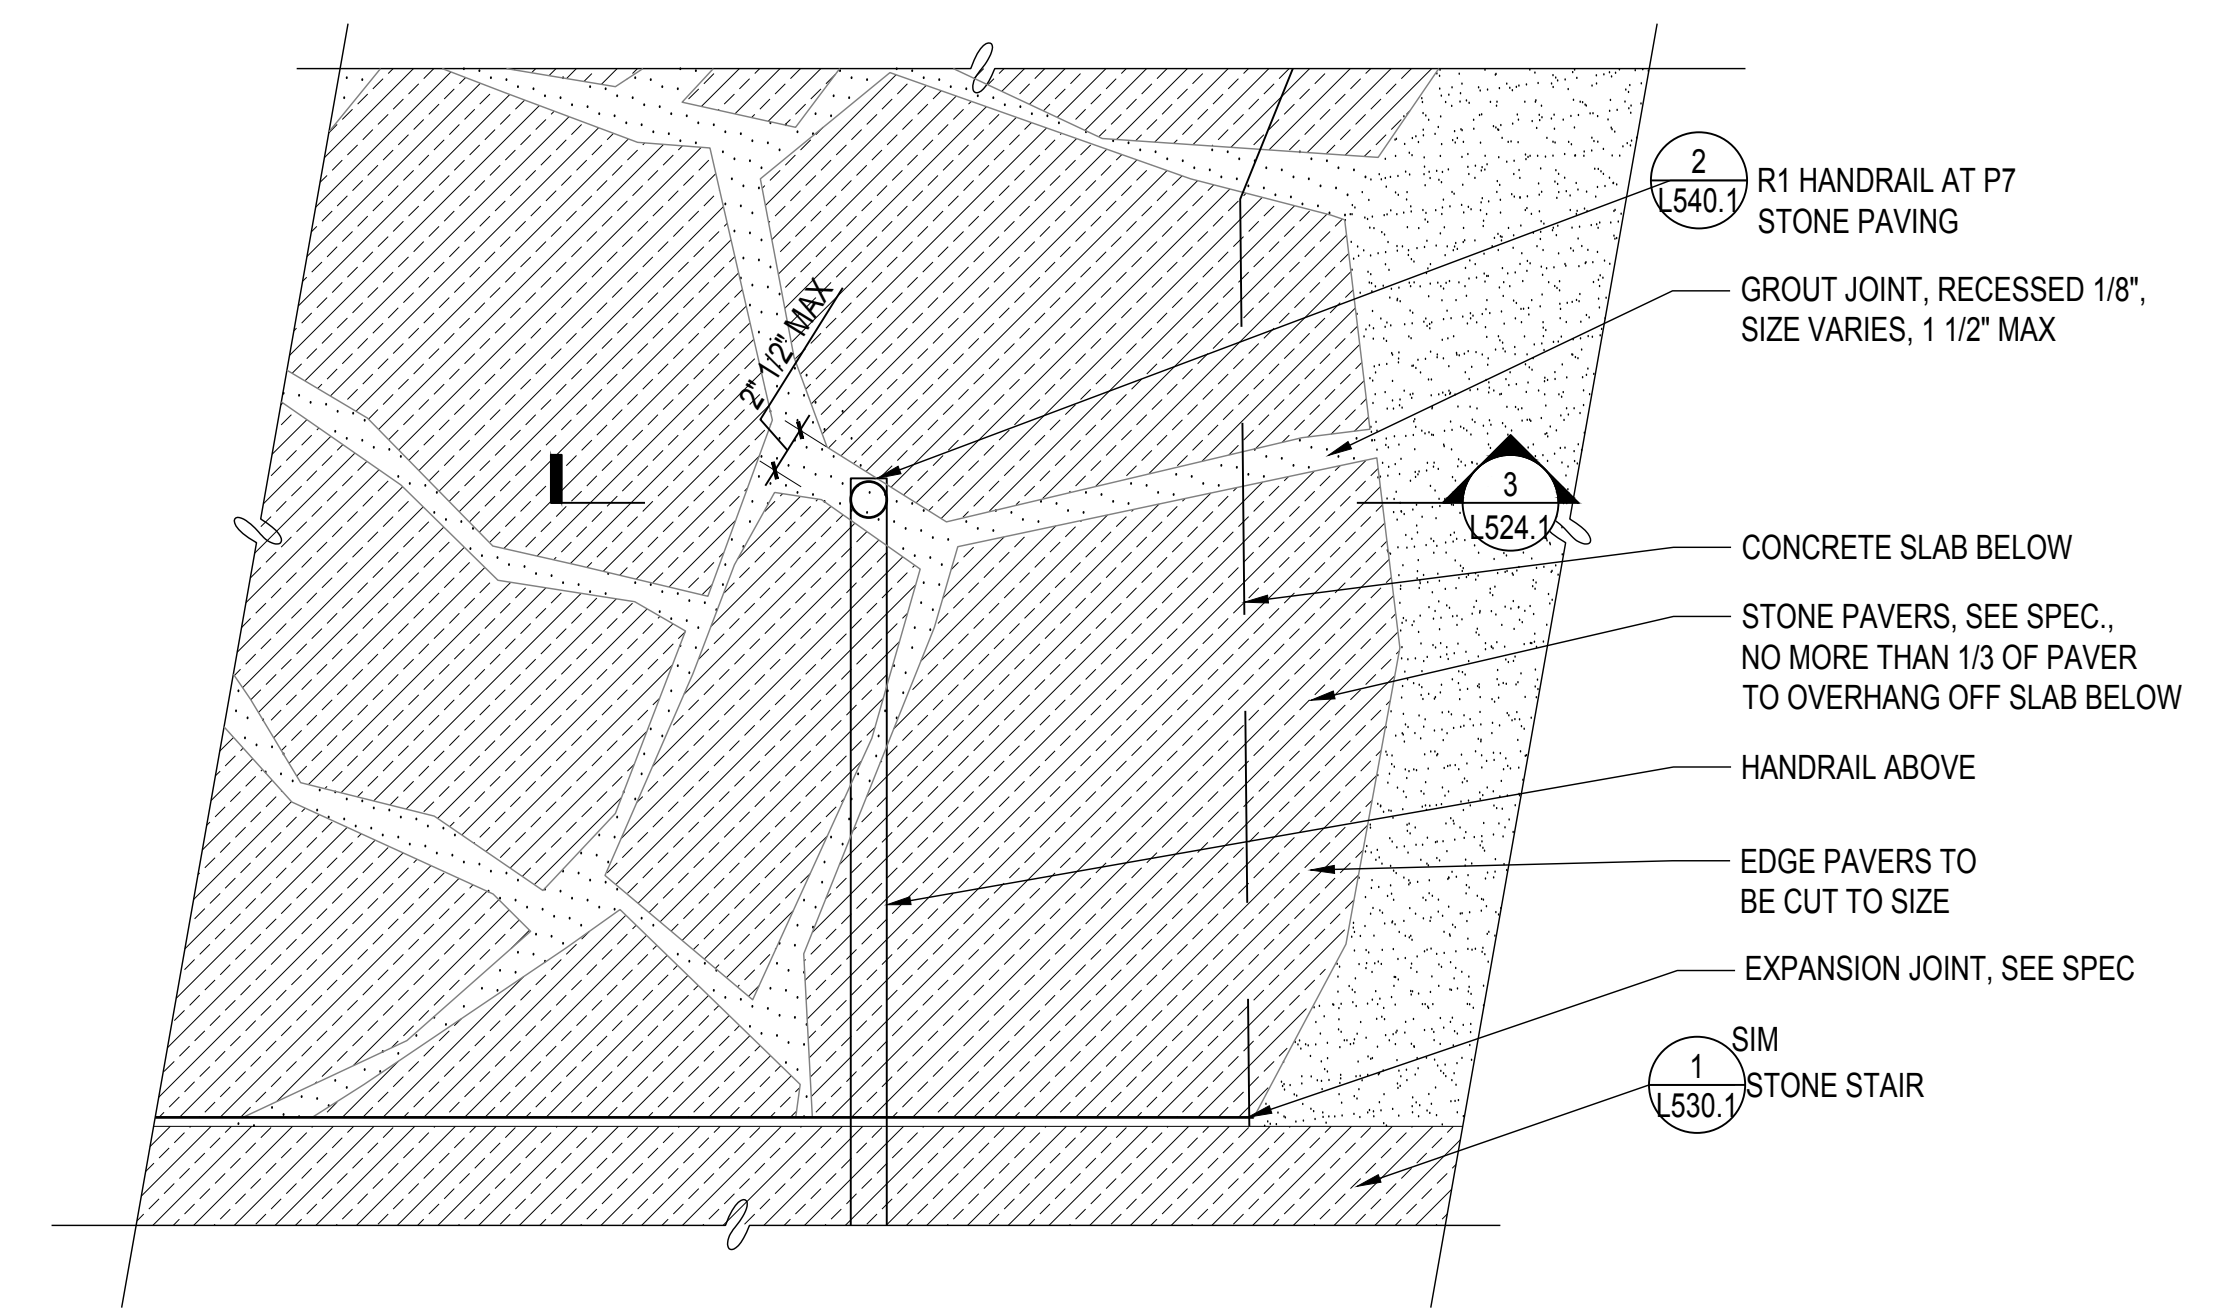 2
L540.1
R1 HANDRAIL AT P7
STONE PAVING
GROUT JOINT, RECESSED 1/8",
SIZE VARIES, 1 1/2" MAX
2" 1/2" MAX
3
L524.1
CONCRETE SLAB BELOW
STONE PAVERS, SEE SPEC.,
NO MORE THAN 1/3 OF PAVER
TO OVERHANG OFF SLAB BELOW
HANDRAIL ABOVE
EDGE PAVERS TO
BE CUT TO SIZE
EXPANSION JOINT, SEE SPEC
SIM
1
L530.1
STONE STAIR